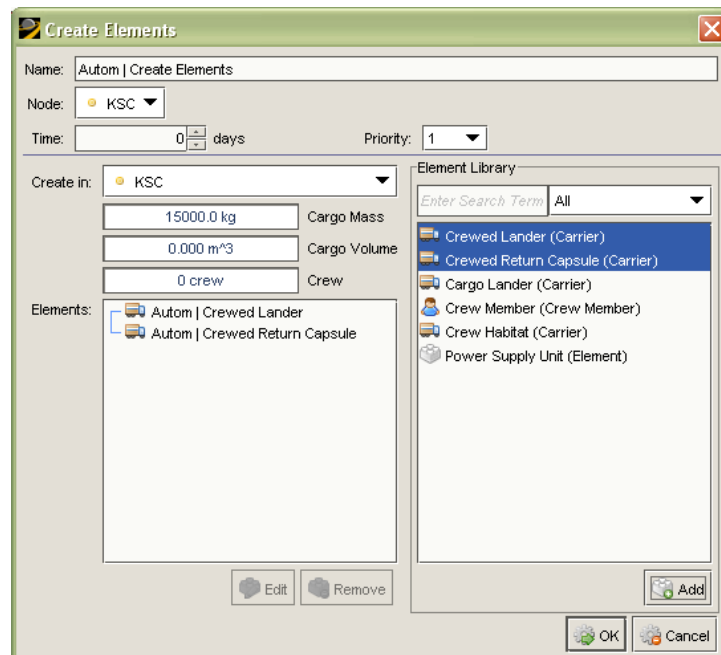 Create Elements
Name: Autom | Create Elements
Node: KSC
Time: 0 days Priority: 1
Create in: KSC
15000.0 kg Cargo Mass
0.000 m^3 Cargo Volume
0 crew Crew
Elements: Autom | Crewed Lander
Autom | Crewed Return Capsule
Edit Remove
Element Library
Enter Search Term All
Crewed Lander (Carrier)
Crewed Return Capsule (Carrier)
Cargo Lander (Carrier)
Crew Member (Crew Member)
Crew Habitat (Carrier)
Power Supply Unit (Element)
Add
OK Cancel